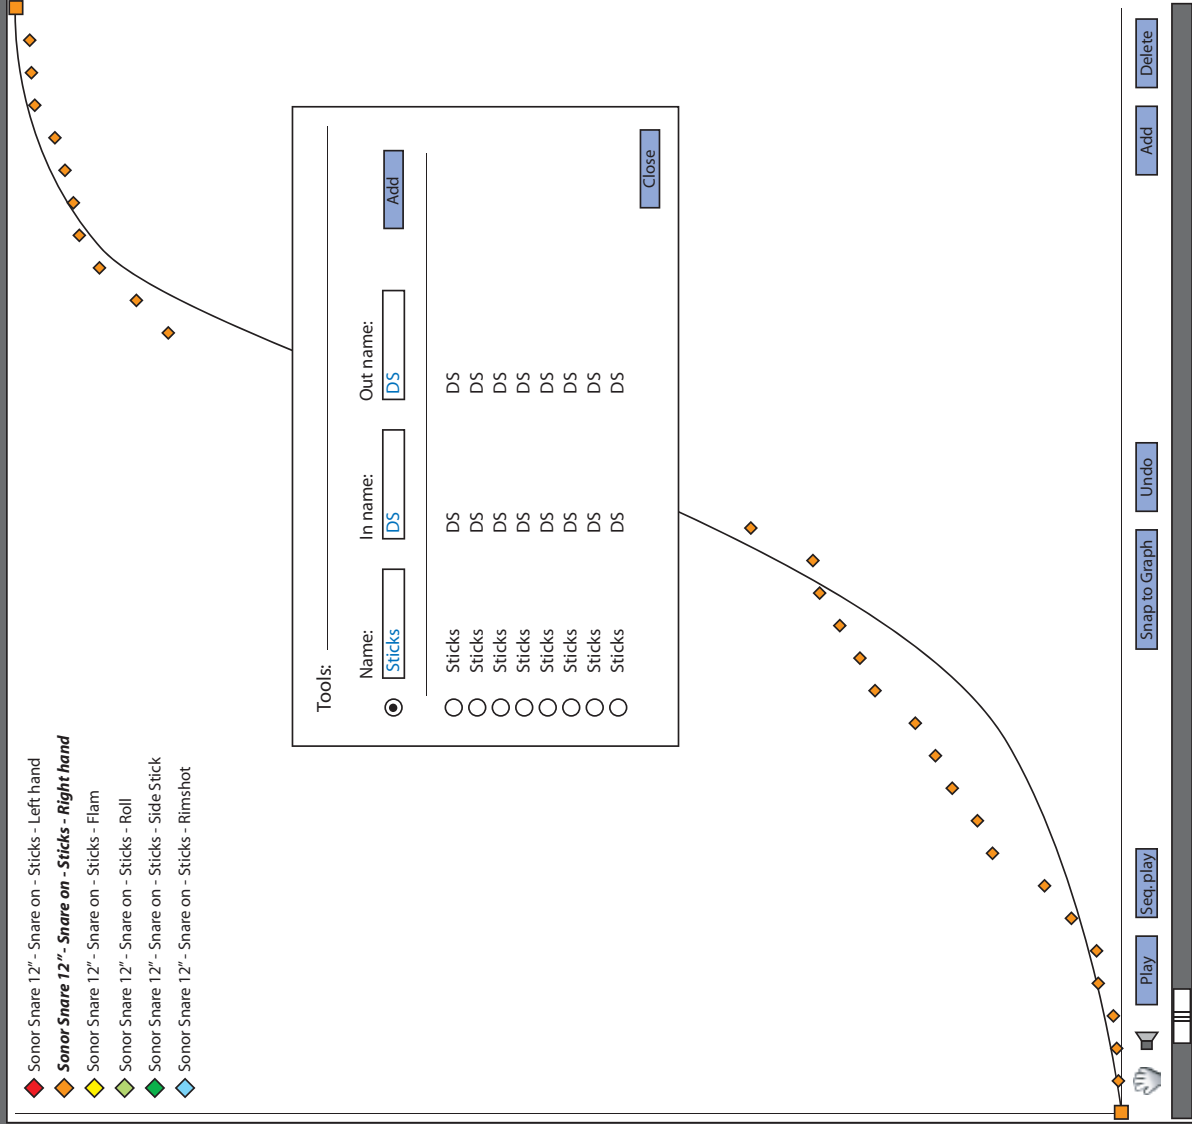 Sonor Snare 12” - Snare on - Sticks - Left hand
Sonor Snare 12” - Snare on - Sticks - Right hand
Sonor Snare 12” - Snare on - Sticks - Flam
Sonor Snare 12” - Snare on - Sticks - Roll
Sonor Snare 12” - Snare on - Sticks - Side Stick
Sonor Snare 12” - Snare on - Sticks - Rimshot
Tools:
Name: In name: Out name:
Sticks DS DS Add
Sticks DS DS
Sticks DS DS
Sticks DS DS
Sticks DS DS
Sticks DS DS
Sticks DS DS
Sticks DS DS
Sticks DS DS
Close
Play Seq. play Snap to Graph Undo Add Delete